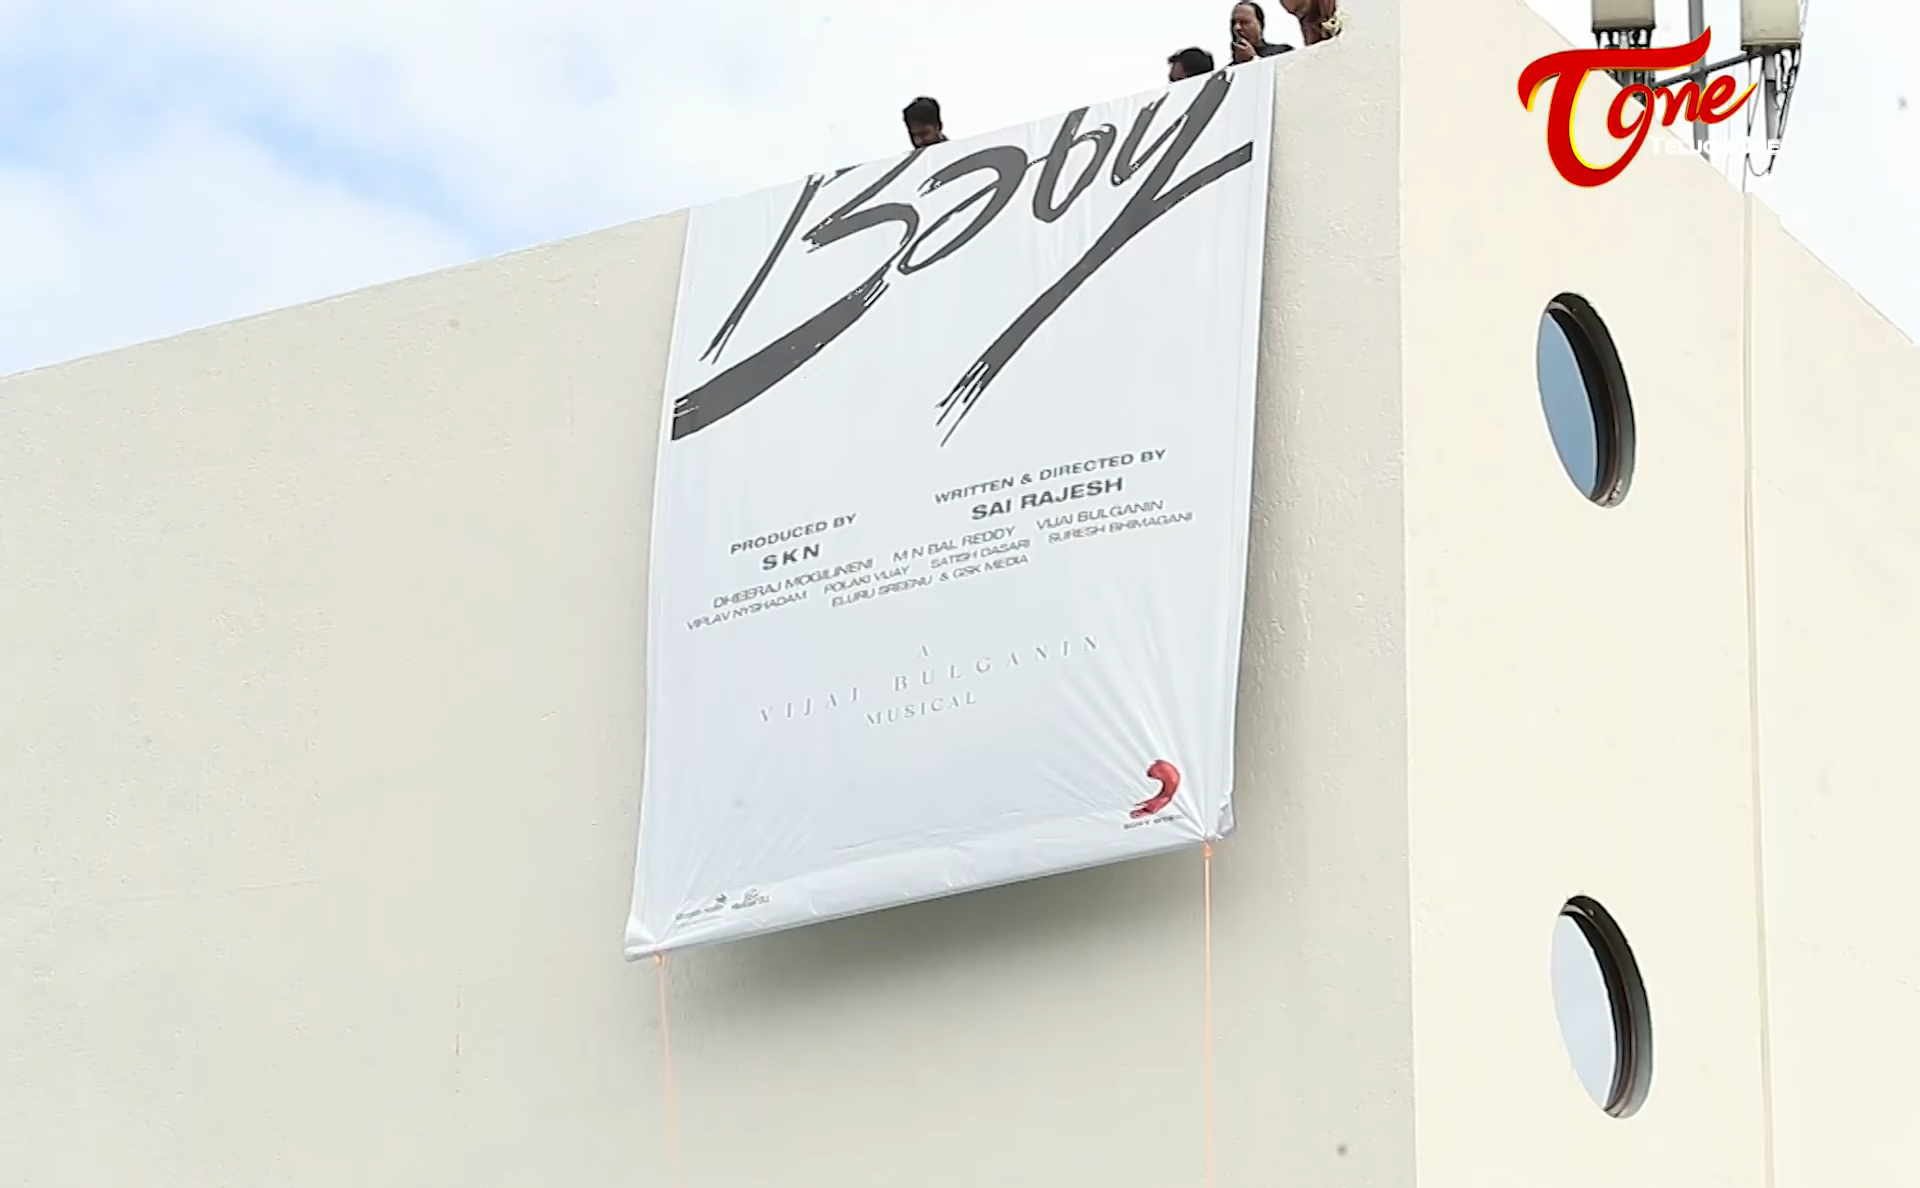 Tone
Baby
WRITTEN & DIRECTED BY
SAI RAJESH
PRODUCED BY
SKN
DHEERAJ MOGILINENI M N BAL REDDY VIJAI BULGANIN
VIPLAV NYSHADAM POLAKI VIJAY SATISH DASARI SURESH BHIMAGANI
ELURU SREENU & GSK MEDIA
A
VIJAI BULGANIN
MUSICAL